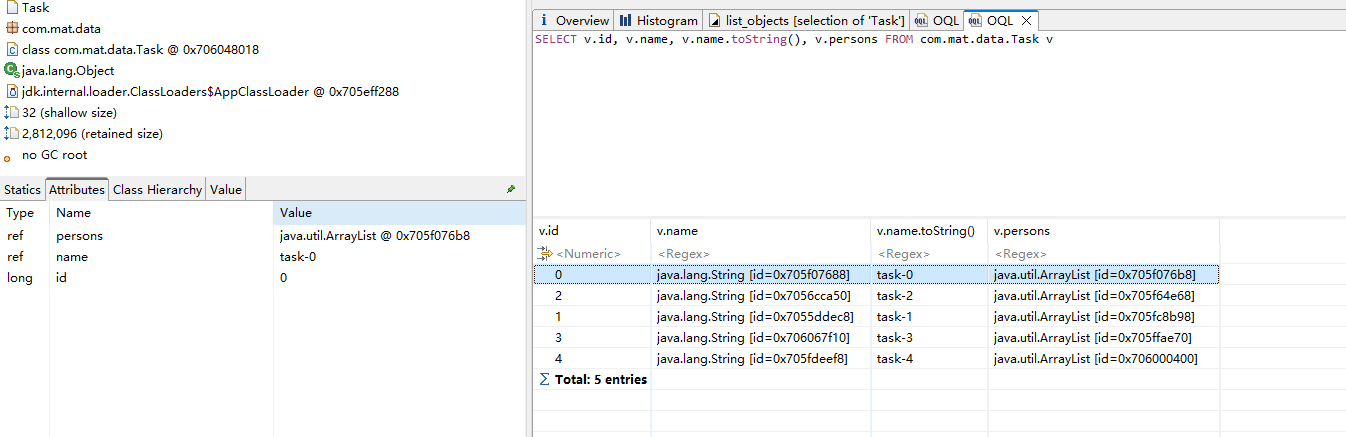 Task
com.mat.data
class com.mat.data.Task @ 0x706048018
java.lang.Object
jdk.internal.loader.ClassLoaders$AppClassLoader @ 0x705eff288
32 (shallow size)
2,812,096 (retained size)
no GC root
Statics Attributes Class Hierarchy Value
Type Name Value
ref persons java.util.ArrayList @ 0x705f076b8
ref name task-0
long id 0
i Overview Histogram list_objects [selection of 'Task'] OQL OQL
SELECT v.id, v.name, v.name.toString(), v.persons FROM com.mat.data.Task v
v.id v.name v.name.toString() v.persons
<Numeric> <Regex> <Regex> <Regex>
0 java.lang.String [id=0x705f07688] task-0 java.util.ArrayList [id=0x705f076b8]
2 java.lang.String [id=0x7056cca50] task-2 java.util.ArrayList [id=0x705f64e68]
1 java.lang.String [id=0x7055ddec8] task-1 java.util.ArrayList [id=0x705fc8b98]
3 java.lang.String [id=0x706067f10] task-3 java.util.ArrayList [id=0x705ffae70]
4 java.lang.String [id=0x705fdeef8] task-4 java.util.ArrayList [id=0x706000400]
Σ Total: 5 entries